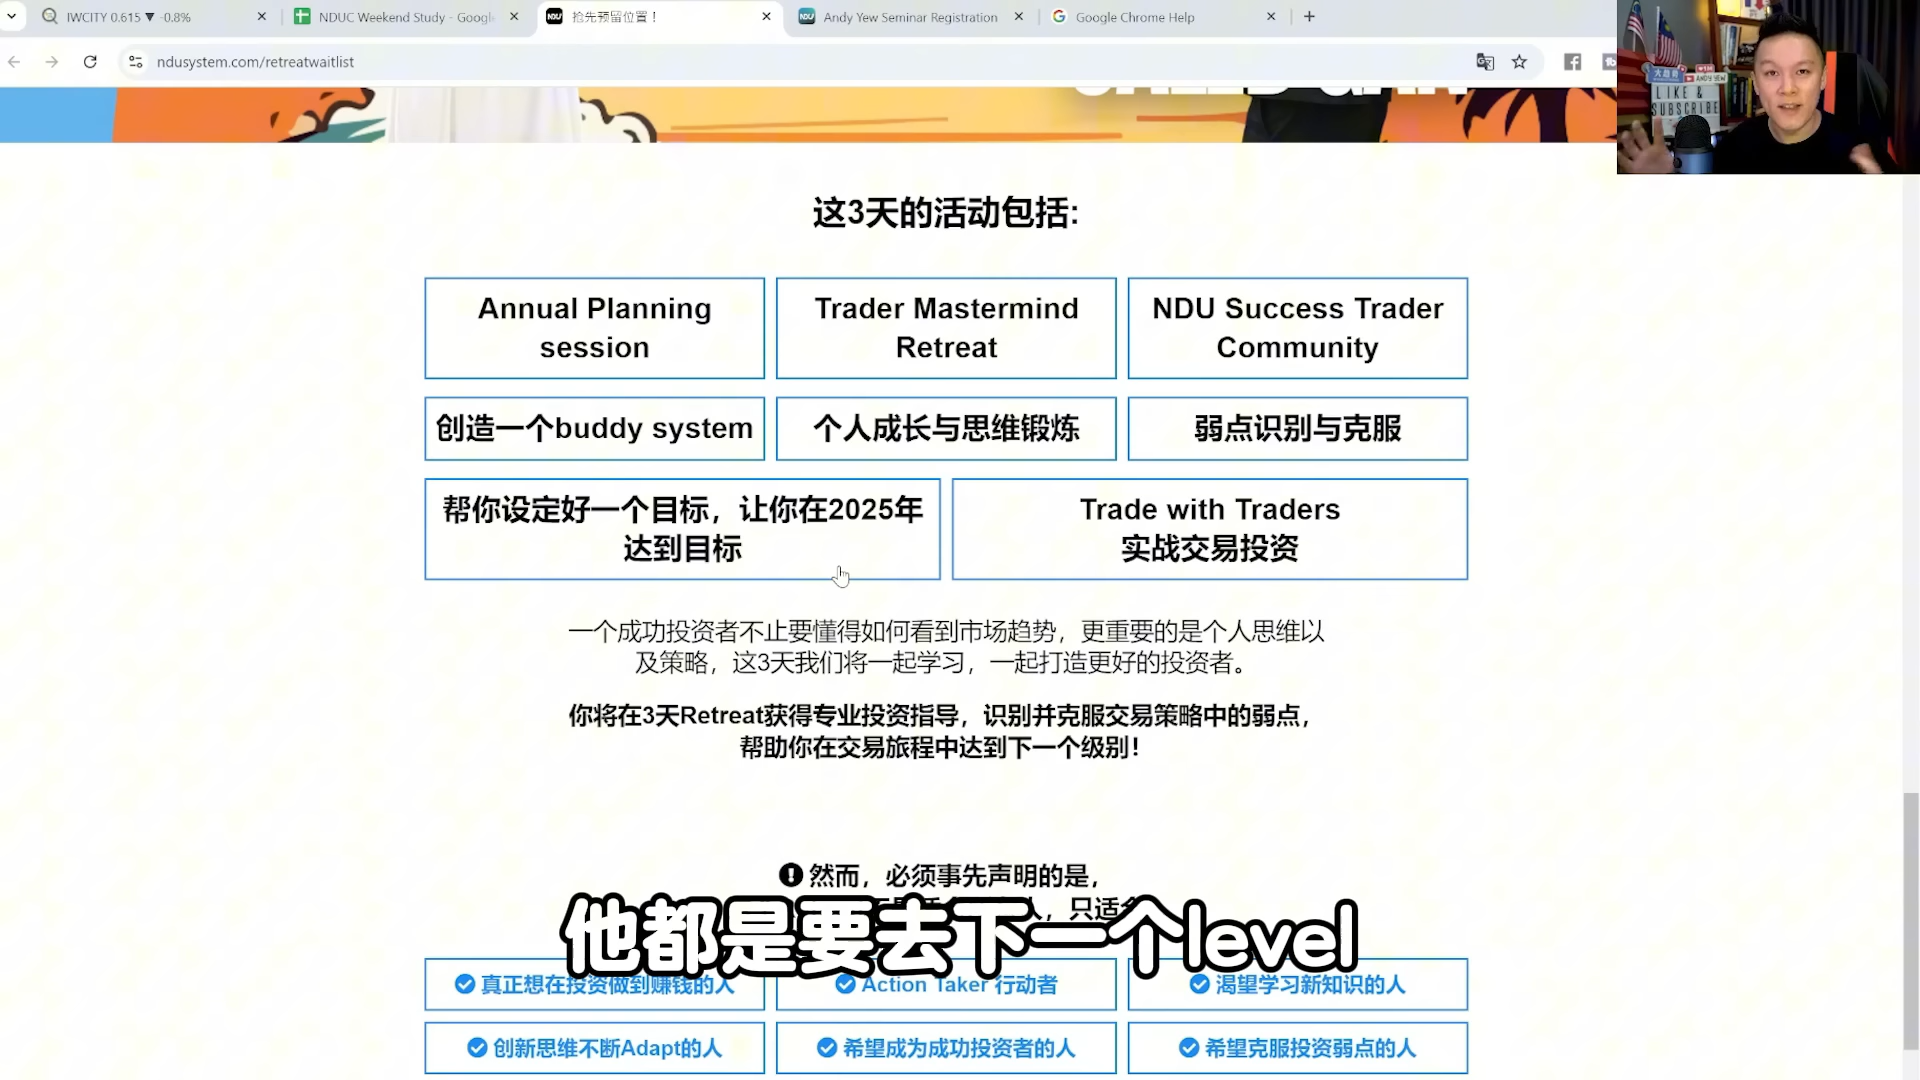 IWCITY 0.615 ▼ -0.8%
NDUC Weekend Study - Googl
抢先预留位置！
Andy Yew Seminar Registration
Google Chrome Help
ndusystem.com/retreatwaitlist
大趋势
ANDY YEW
LIKE &
SUBSCRIBE
这3天的活动包括:
Annual Planning
session
Trader Mastermind
Retreat
NDU Success Trader
Community
创造一个buddy system
个人成长与思维锻炼
弱点识别与克服
帮你设定好一个目标，让你在2025年
达到目标
Trade with Traders
实战交易投资
一个成功投资者不止要懂得如何看到市场趋势，更重要的是个人思维以
及策略，这3天我们将一起学习，一起打造更好的投资者。
你将在3天Retreat获得专业投资指导，识别并克服交易策略中的弱点，
帮助你在交易旅程中达到下一个级别！
然而，必须事先声明的是，
人，只适合
他都是要去下一个level
真正想在投资做到赚钱的人
Action Taker 行动者
渴望学习新知识的人
创新思维不断Adapt的人
希望成为成功投资者的人
希望克服投资弱点的人